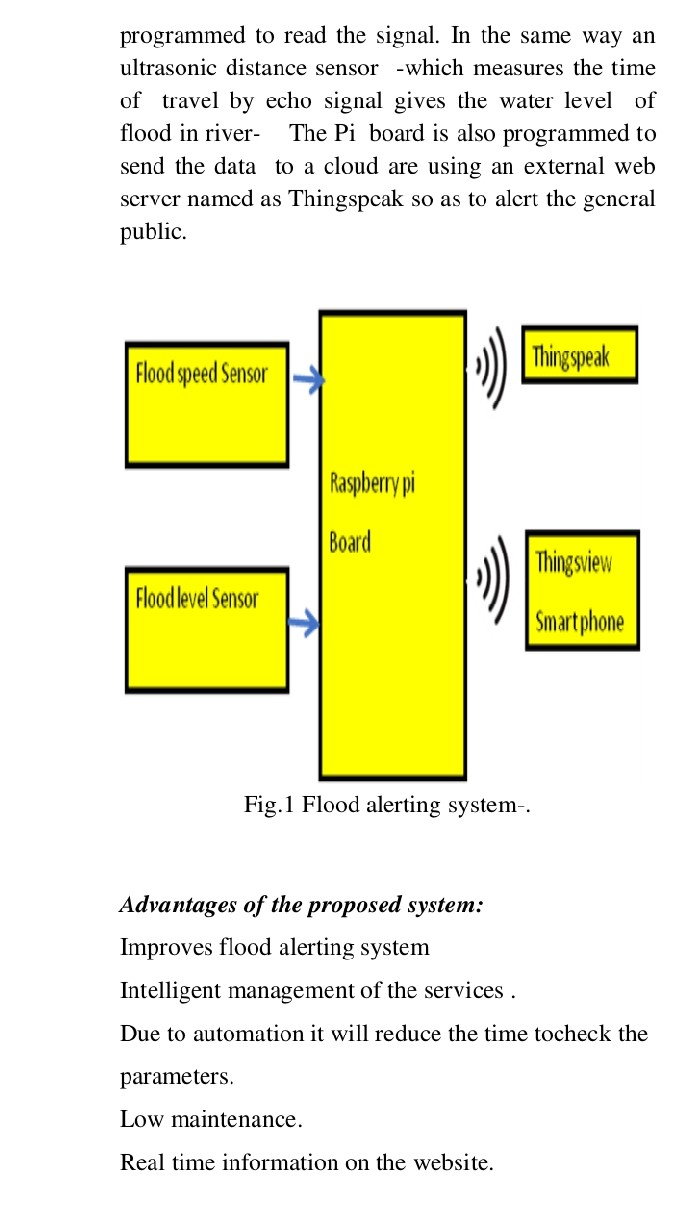 programmed to read the signal. In the same way an
ultrasonic distance sensor -which measures the time
of travel by echo signal gives the water level of
flood in river- The Pi board is also programmed to
send the data to a cloud are using an external web
server named as Thingspeak so as to alert the general
public.
Flood speed Sensor
Thingspeak
Raspberry pi
Board
Flood level Sensor
Thingsview
Smart phone
Fig.1 Flood alerting system-.
Advantages of the proposed system:
Improves flood alerting system
Intelligent management of the services .
Due to automation it will reduce the time tocheck the
parameters.
Low maintenance.
Real time information on the website.